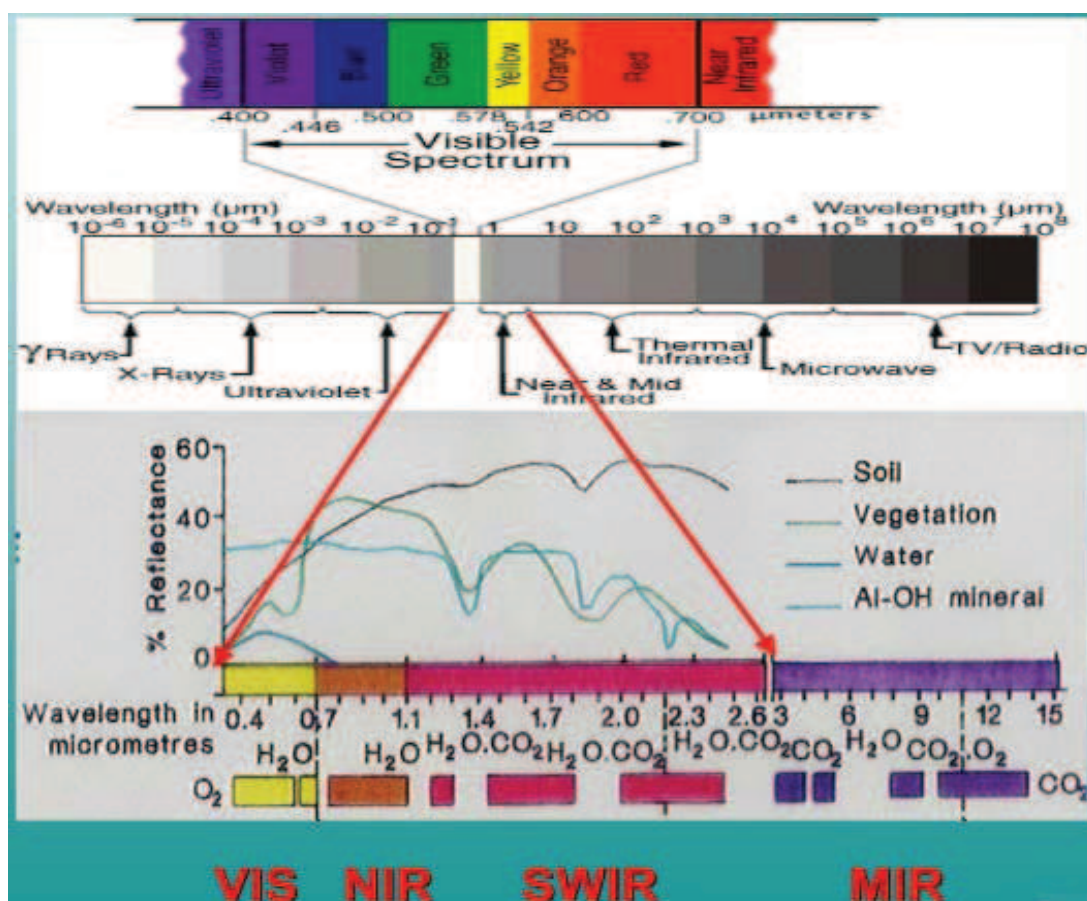 Ultraviolet Violet Blue Green Yellow Orange Red Near Infrared
.400 .446 .500 .578 .542 .600 .700 µmeters
Visible
Spectrum
Wavelength (µm) Wavelength (µm)
10⁻⁶ 10⁻⁵ 10⁻⁴ 10⁻³ 10⁻² 10⁻¹ 1 10 10² 10³ 10⁴ 10⁵ 10⁶ 10⁷ 10⁸
γ Rays
X-Rays
Ultraviolet
Near & Mid
Infrared
Thermal
Infrared
Microwave
TV/Radio
% Reflectance
60
40
20
0
Soil
Vegetation
Water
Al-OH mineral
Wavelength in
micrometres
0.4 0.7 1.1 1.4 1.7 2.0 2.3 2.6 3 6 9 12 15
H₂O H₂O H₂O.CO₂ H₂O.CO₂ H₂O.CO₂ CO₂ H₂O CO₂.O₂
O₂ CO₂
VIS NIR SWIR MIR